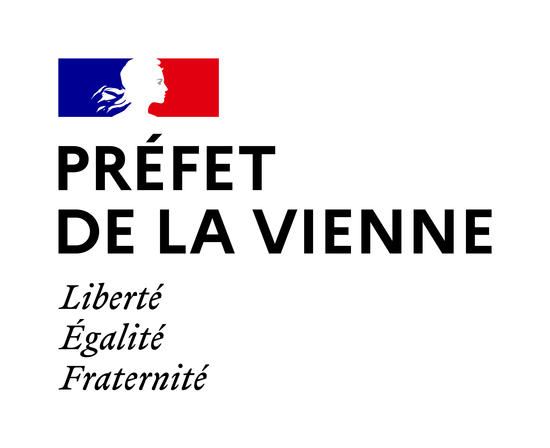 PRÉFET
DE LA VIENNE
Liberté
Égalité
Fraternité